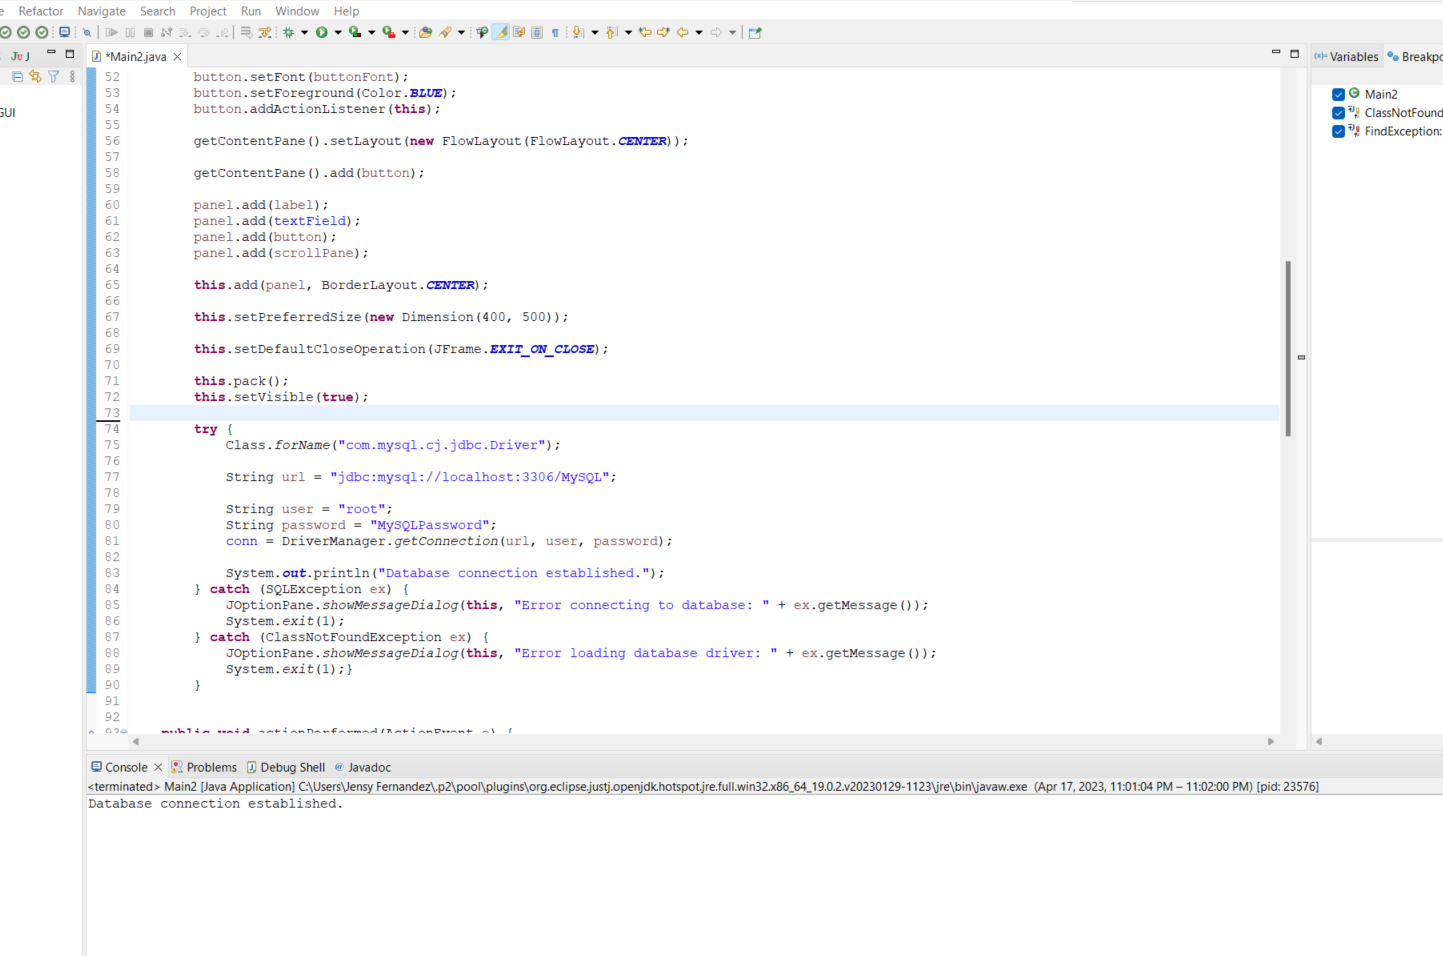 Refactor Navigate Search Project Run Window Help
Ju J
*Main2.java
(x)= Variables Breakpo
GUI
Main2
ClassNotFound
FindException:
52 button.setFont(buttonFont);
53 button.setForeground(Color.BLUE);
54 button.addActionListener(this);
55
56 getContentPane().setLayout(new FlowLayout(FlowLayout.CENTER));
57
58 getContentPane().add(button);
59
60 panel.add(label);
61 panel.add(textField);
62 panel.add(button);
63 panel.add(scrollPane);
64
65 this.add(panel, BorderLayout.CENTER);
66
67 this.setPreferredSize(new Dimension(400, 500));
68
69 this.setDefaultCloseOperation(JFrame.EXIT_ON_CLOSE);
70
71 this.pack();
72 this.setVisible(true);
73
74 try {
75 Class.forName("com.mysql.cj.jdbc.Driver");
76
77 String url = "jdbc:mysql://localhost:3306/MySQL";
78
79 String user = "root";
80 String password = "MySQLPassword";
81 conn = DriverManager.getConnection(url, user, password);
82
83 System.out.println("Database connection established.");
84 } catch (SQLException ex) {
85 JOptionPane.showMessageDialog(this, "Error connecting to database: " + ex.getMessage());
86 System.exit(1);
87 } catch (ClassNotFoundException ex) {
88 JOptionPane.showMessageDialog(this, "Error loading database driver: " + ex.getMessage());
89 System.exit(1);}
90 }
91
92
93 public void actionPerformed(ActionEvent e) {
Console Problems Debug Shell Javadoc
<terminated> Main2 [Java Application] C:\Users\Jensy Fernandez\.p2\pool\plugins\org.eclipse.justj.openjdk.hotspot.jre.full.win32.x86_64_19.0.2.v20230129-1123\jre\bin\javaw.exe (Apr 17, 2023, 11:01:04 PM – 11:02:00 PM) [pid: 23576]
Database connection established.